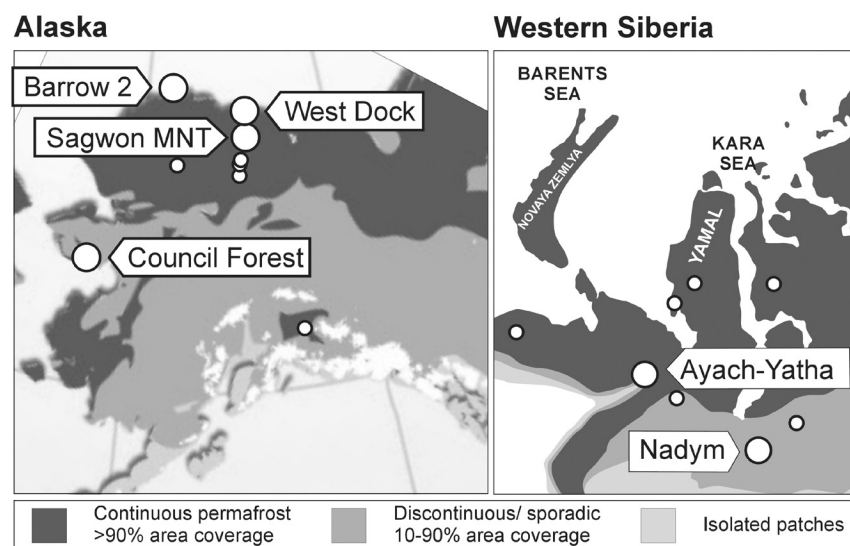 Alaska
Barrow 2
West Dock
Sagwon MNT
Council Forest
Western Siberia
BARENTS
SEA
KARA
SEA
NOVAYA ZEMLYA
YAMAL
Ayach-Yatha
Nadym
Continuous permafrost
>90% area coverage
Discontinuous/ sporadic
10-90% area coverage
Isolated patches